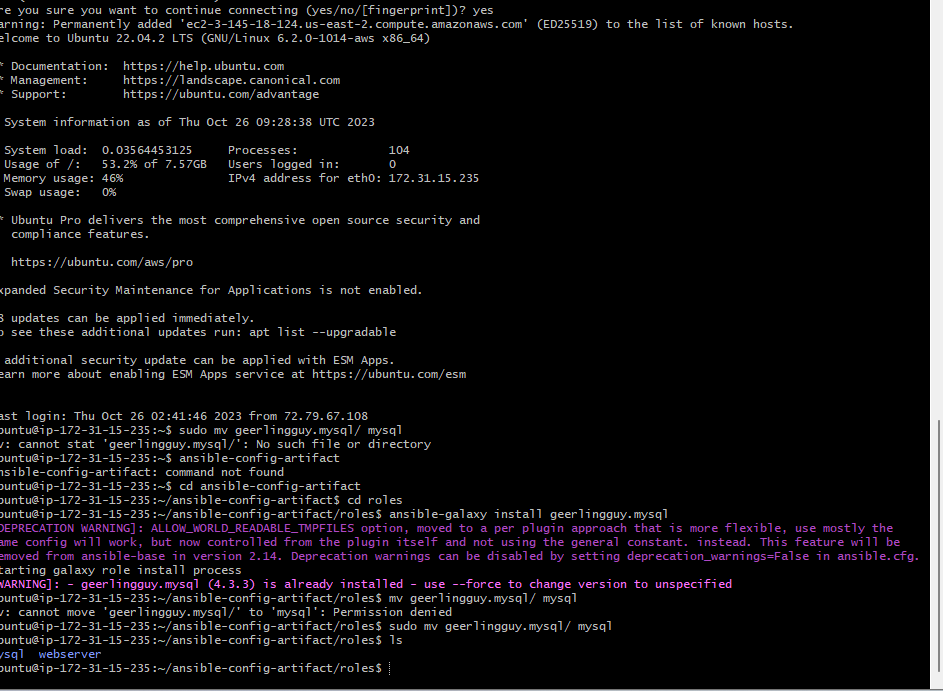 re you sure you want to continue connecting (yes/no/[fingerprint])? yes
arning: Permanently added 'ec2-3-145-18-124.us-east-2.compute.amazonaws.com' (ED25519) to the list of known hosts.
elcome to Ubuntu 22.04.2 LTS (GNU/Linux 6.2.0-1014-aws x86_64)
* Documentation:  https://help.ubuntu.com
* Management:     https://landscape.canonical.com
* Support:        https://ubuntu.com/advantage
System information as of Thu Oct 26 09:28:38 UTC 2023
System load:  0.03564453125     Processes:             104
Usage of /:   53.2% of 7.57GB   Users logged in:       0
Memory usage: 46%               IPv4 address for eth0: 172.31.15.235
Swap usage:   0%
* Ubuntu Pro delivers the most comprehensive open source security and
compliance features.
https://ubuntu.com/aws/pro
xpanded Security Maintenance for Applications is not enabled.
8 updates can be applied immediately.
o see these additional updates run: apt list --upgradable
additional security update can be applied with ESM Apps.
earn more about enabling ESM Apps service at https://ubuntu.com/esm
ast login: Thu Oct 26 02:41:46 2023 from 72.79.67.108
buntu@ip-172-31-15-235:~$ sudo mv geerlingguy.mysql/ mysql
v: cannot stat 'geerlingguy.mysql/': No such file or directory
buntu@ip-172-31-15-235:~$ ansible-config-artifact
nsible-config-artifact: command not found
buntu@ip-172-31-15-235:~$ cd ansible-config-artifact
buntu@ip-172-31-15-235:~/ansible-config-artifact$ cd roles
buntu@ip-172-31-15-235:~/ansible-config-artifact/roles$ ansible-galaxy install geerlingguy.mysql
DEPRECATION WARNING]: ALLOW_WORLD_READABLE_TMPFILES option, moved to a per plugin approach that is more flexible, use mostly the
ame config will work, but now controlled from the plugin itself and not using the general constant. instead. This feature will be
emoved from ansible-base in version 2.14. Deprecation warnings can be disabled by setting deprecation_warnings=False in ansible.cfg.
tarting galaxy role install process
WARNING]: - geerlingguy.mysql (4.3.3) is already installed - use --force to change version to unspecified
buntu@ip-172-31-15-235:~/ansible-config-artifact/roles$ mv geerlingguy.mysql/ mysql
v: cannot move 'geerlingguy.mysql/' to 'mysql': Permission denied
buntu@ip-172-31-15-235:~/ansible-config-artifact/roles$ sudo mv geerlingguy.mysql/ mysql
buntu@ip-172-31-15-235:~/ansible-config-artifact/roles$ ls
ysql  webserver
buntu@ip-172-31-15-235:~/ansible-config-artifact/roles$